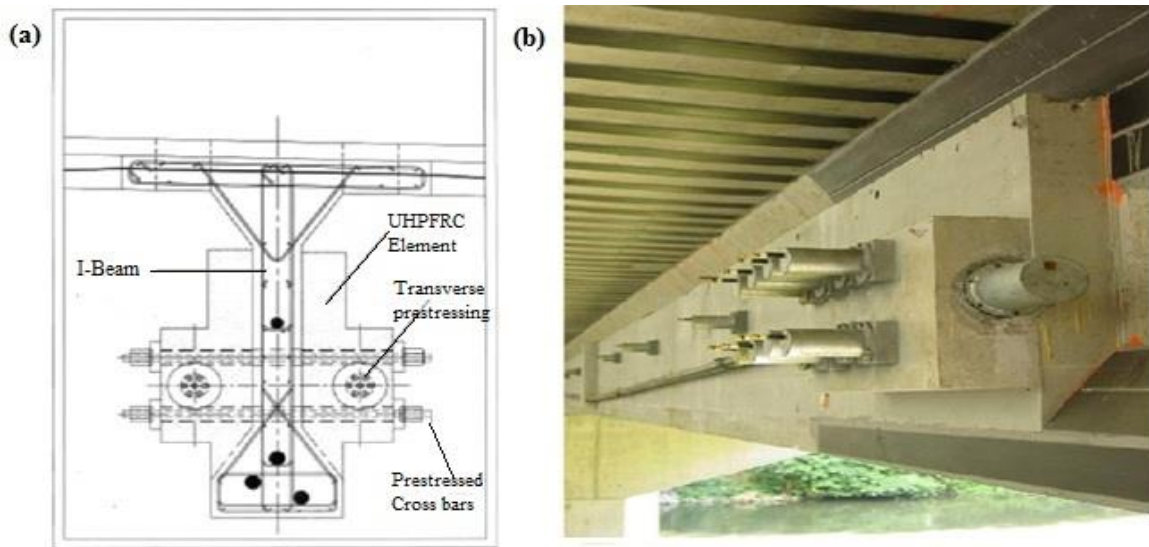 (a)
(b)
UHPFRC
Element
I-Beam
Transverse
prestressing
Prestressed
Cross bars